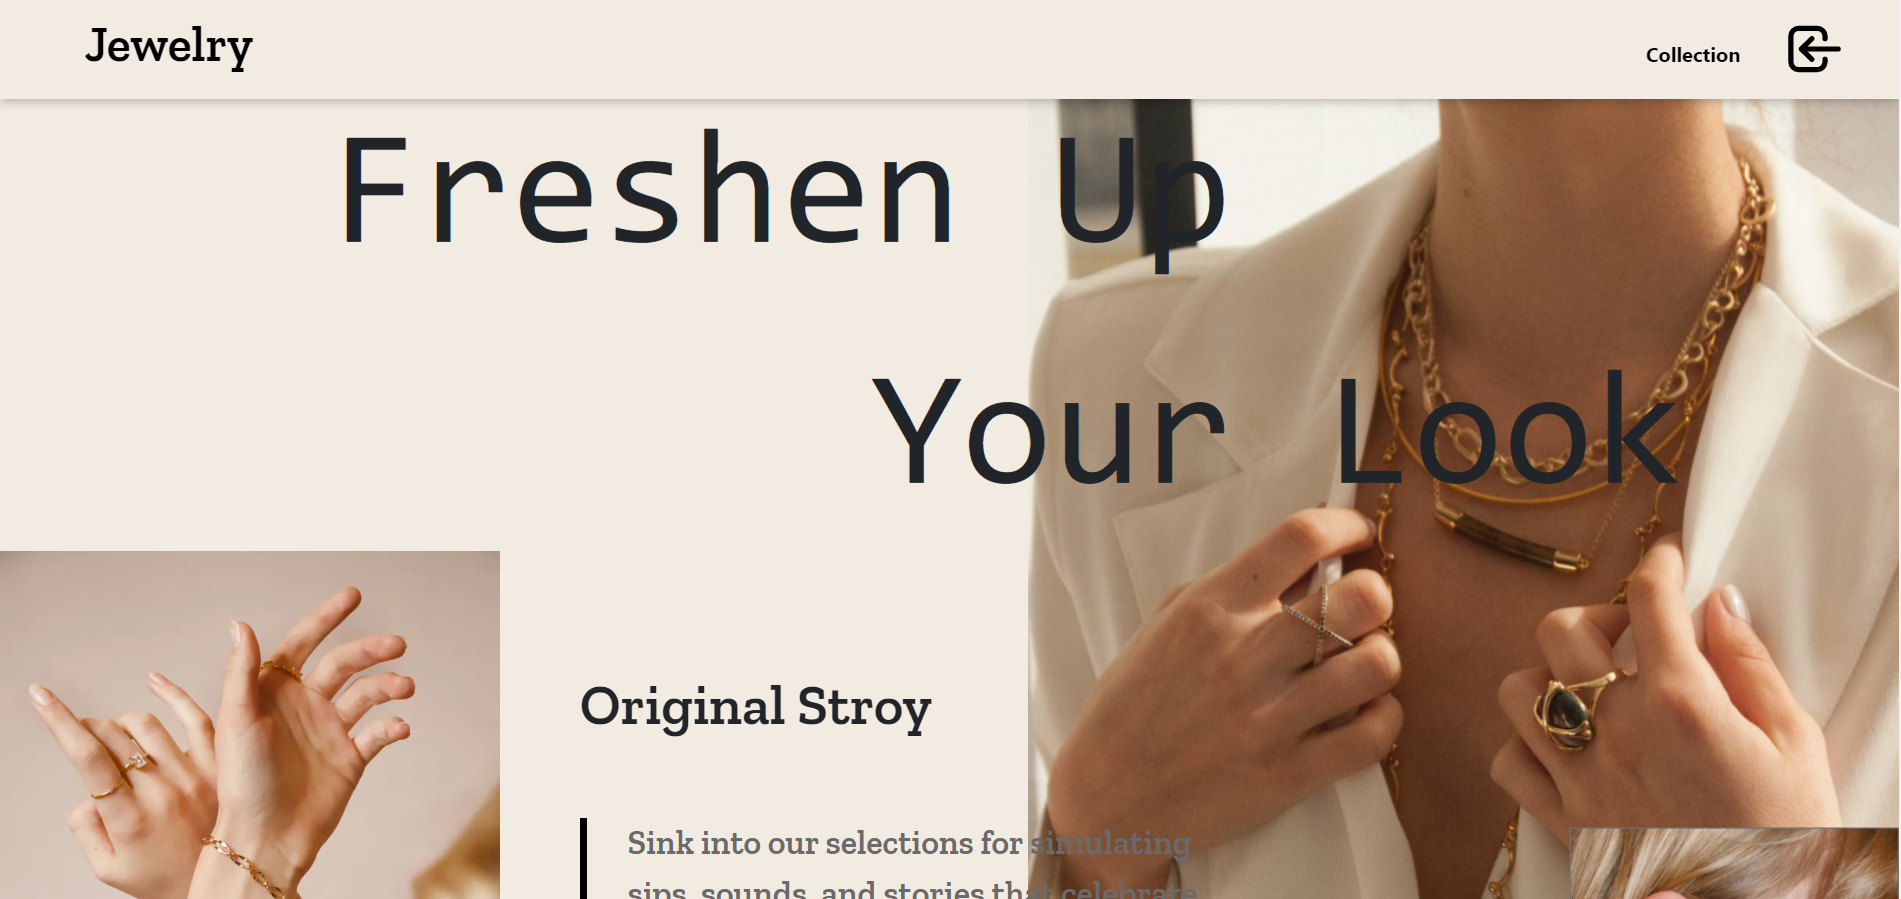 Jewelry
Collection
Freshen Up
Your Look
Original Stroy
Sink into our selections for simulating
sips, sounds, and stories that celebrate